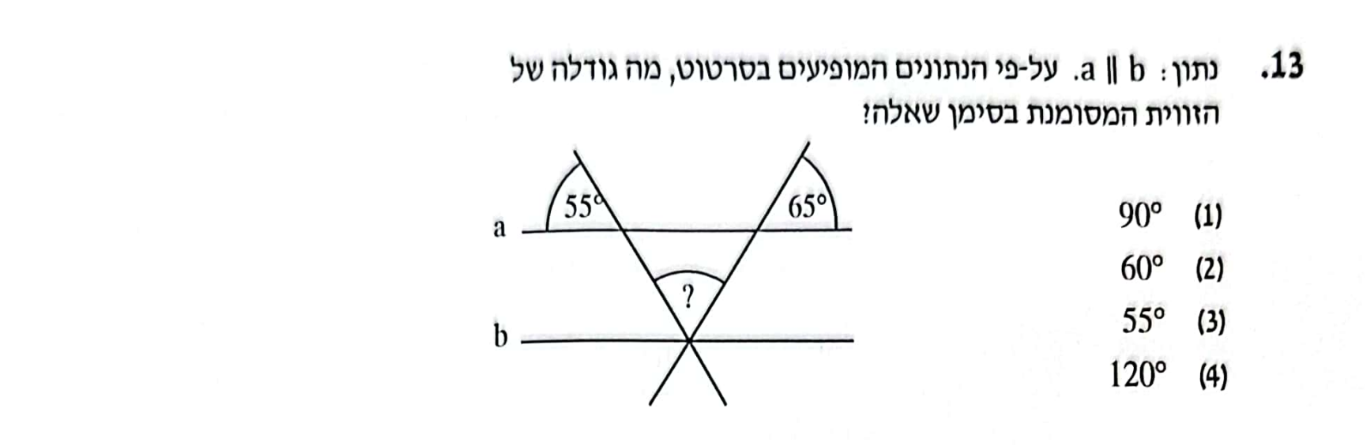 13. נתון: a || b. על-פי הנתונים המופיעים בסרטוט, מה גודלה של
הזווית המסומנת בסימן שאלה?
(1) 90°
(2) 60°
(3) 55°
(4) 120°
55° 65°
a
?
b